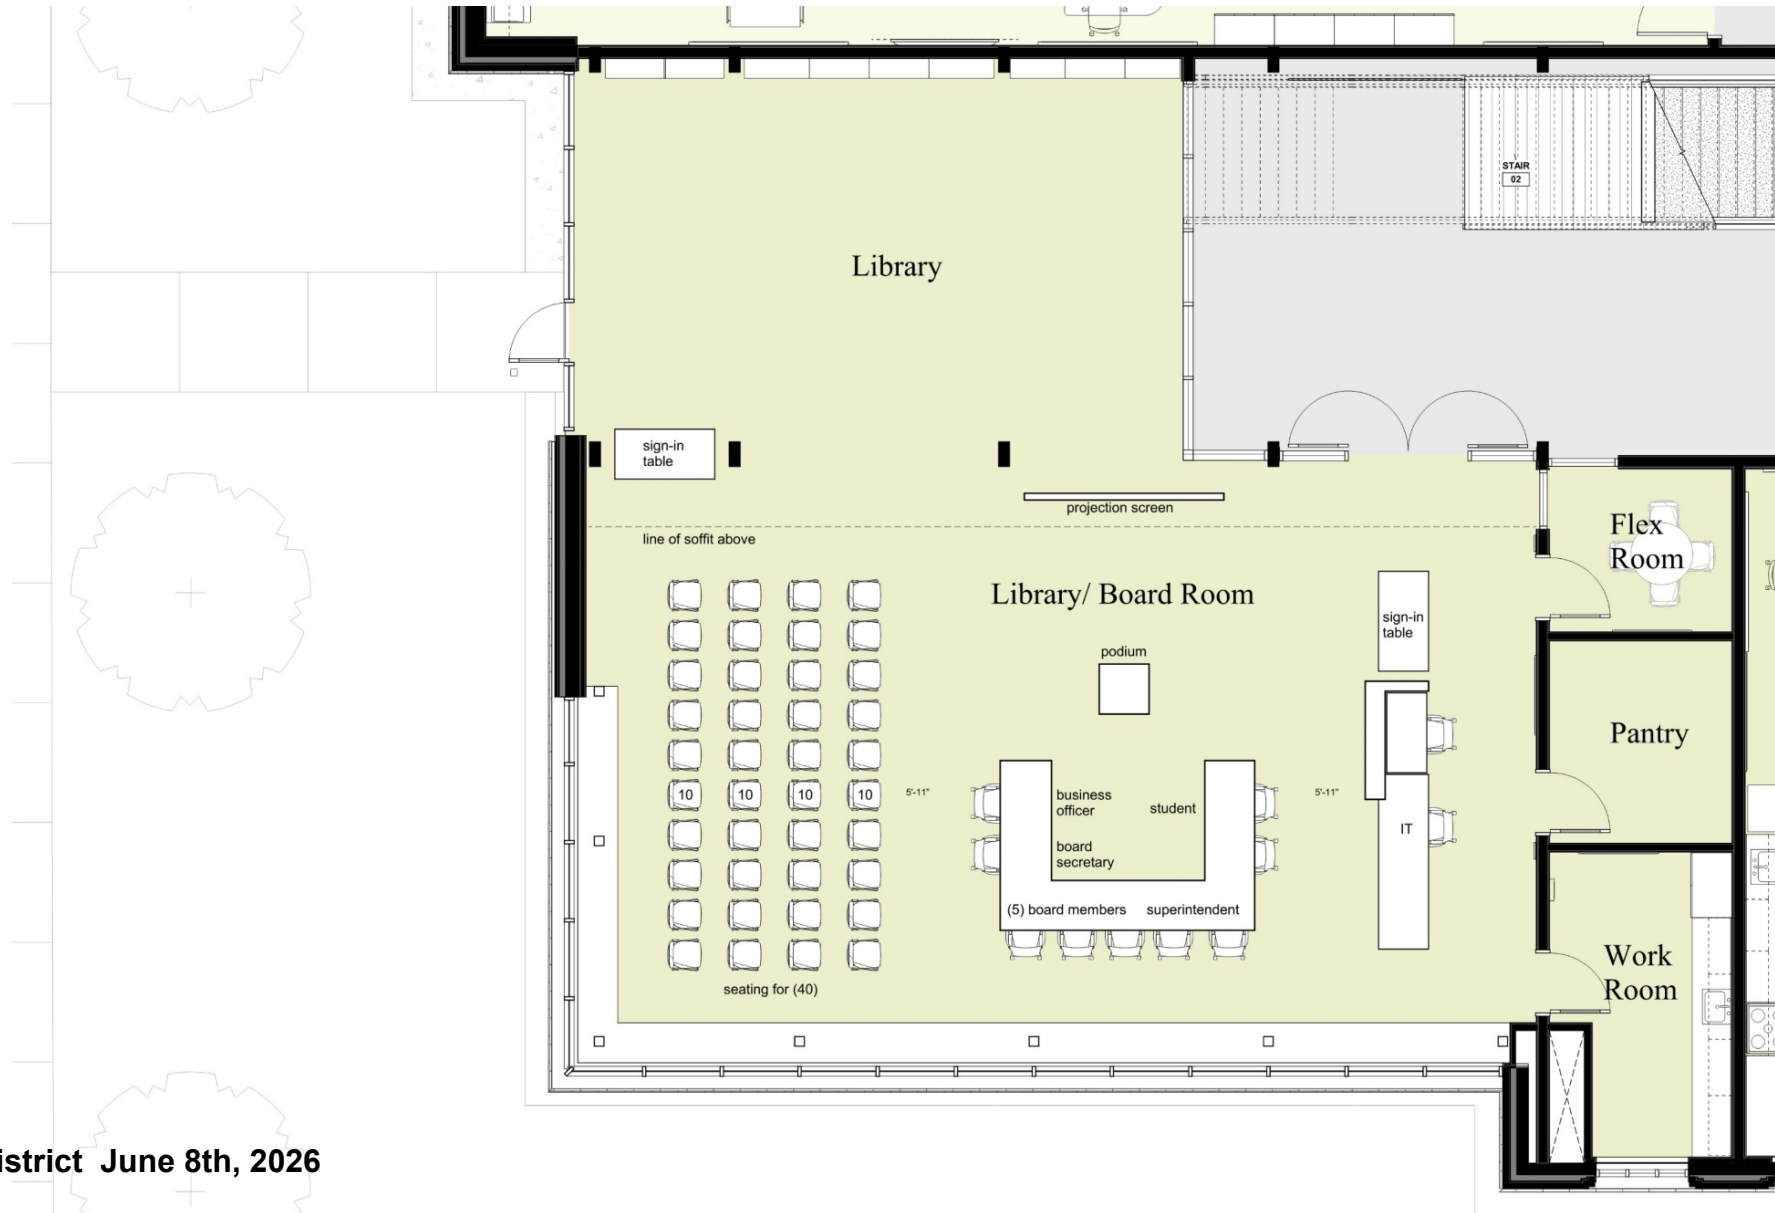 STAIR
02
Library
sign-in
table
projection screen
line of soffit above
Flex
Room
Library/ Board Room
sign-in
table
podium
Pantry
10 10 10 10
5'-11"
business
officer
student
5'-11"
IT
board
secretary
(5) board members superintendent
Work
Room
seating for (40)
istrict June 8th, 2026